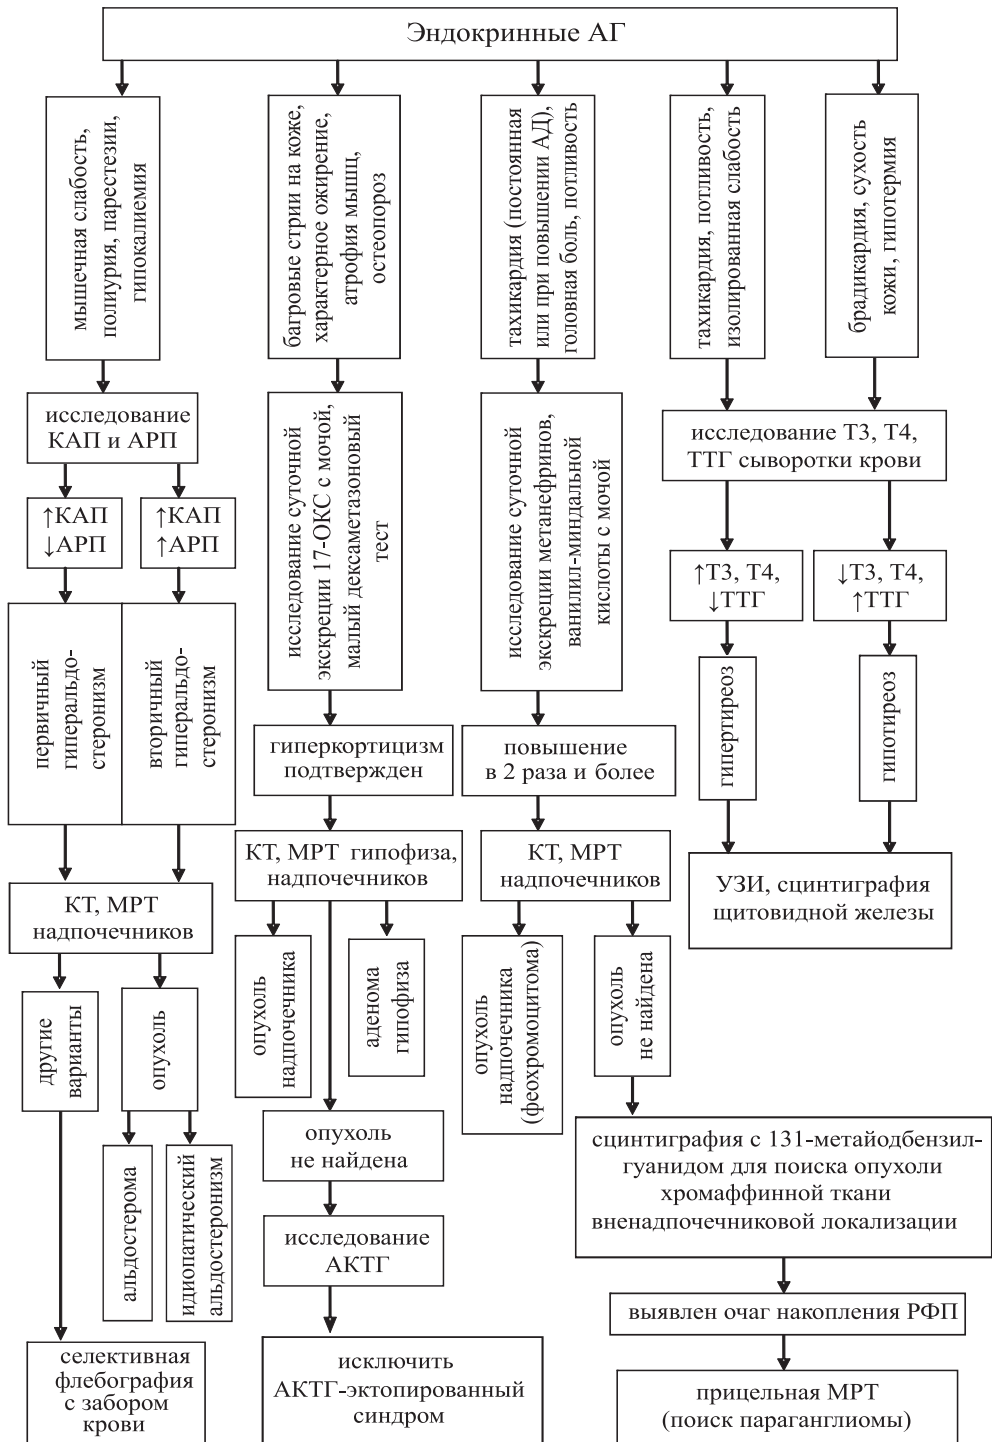 Эндокринные АГ
мышечная слабость,
полиурия, парестезии,
гипокалиемия
багровые стрии на коже,
характерное ожирение,
атрофия мышц,
остеопороз
тахикардия (постоянная
или при повышении АД),
головная боль, потливость
тахикардия, потливость,
изолированная слабость
брадикардия, сухость
кожи, гипотермия
исследование
КАП и АРП
исследование суточной
экскреции 17-ОКС с мочой,
малый дексаметазоновый
тест
исследование суточной
экскреции метанефринов,
ванилил-миндальной
кислоты с мочой
исследование Т3, Т4,
ТТГ сыворотки крови
↑КАП
↓АРП
↑КАП
↑АРП
↑Т3, Т4,
↓ТТГ
↓Т3, Т4,
↑ТТГ
первичный
гиперальдо-
стеронизм
вторичный
гиперальдо-
стеронизм
гиперкортицизм
подтвержден
повышение
в 2 раза и более
гипертиреоз
гипотиреоз
КТ, МРТ
надпочечников
КТ, МРТ гипофиза,
надпочечников
КТ, МРТ
надпочечников
УЗИ, сцинтиграфия
щитовидной железы
другие
варианты
опухоль
опухоль
надпочечника
аденома
гипофиза
опухоль
надпочечника
(феохромоцитома)
опухоль
не найдена
альдостерома
идиопатический
альдостеронизм
опухоль
не найдена
сцинтиграфия с 131-метайодбензил-
гуанидом для поиска опухоли
хромаффинной ткани
вненадпочечниковой локализации
исследование
АКТГ
выявлен очаг накопления РФП
селективная
флебография
с забором
крови
исключить
АКТГ-эктопированный
синдром
прицельная МРТ
(поиск параганглиомы)